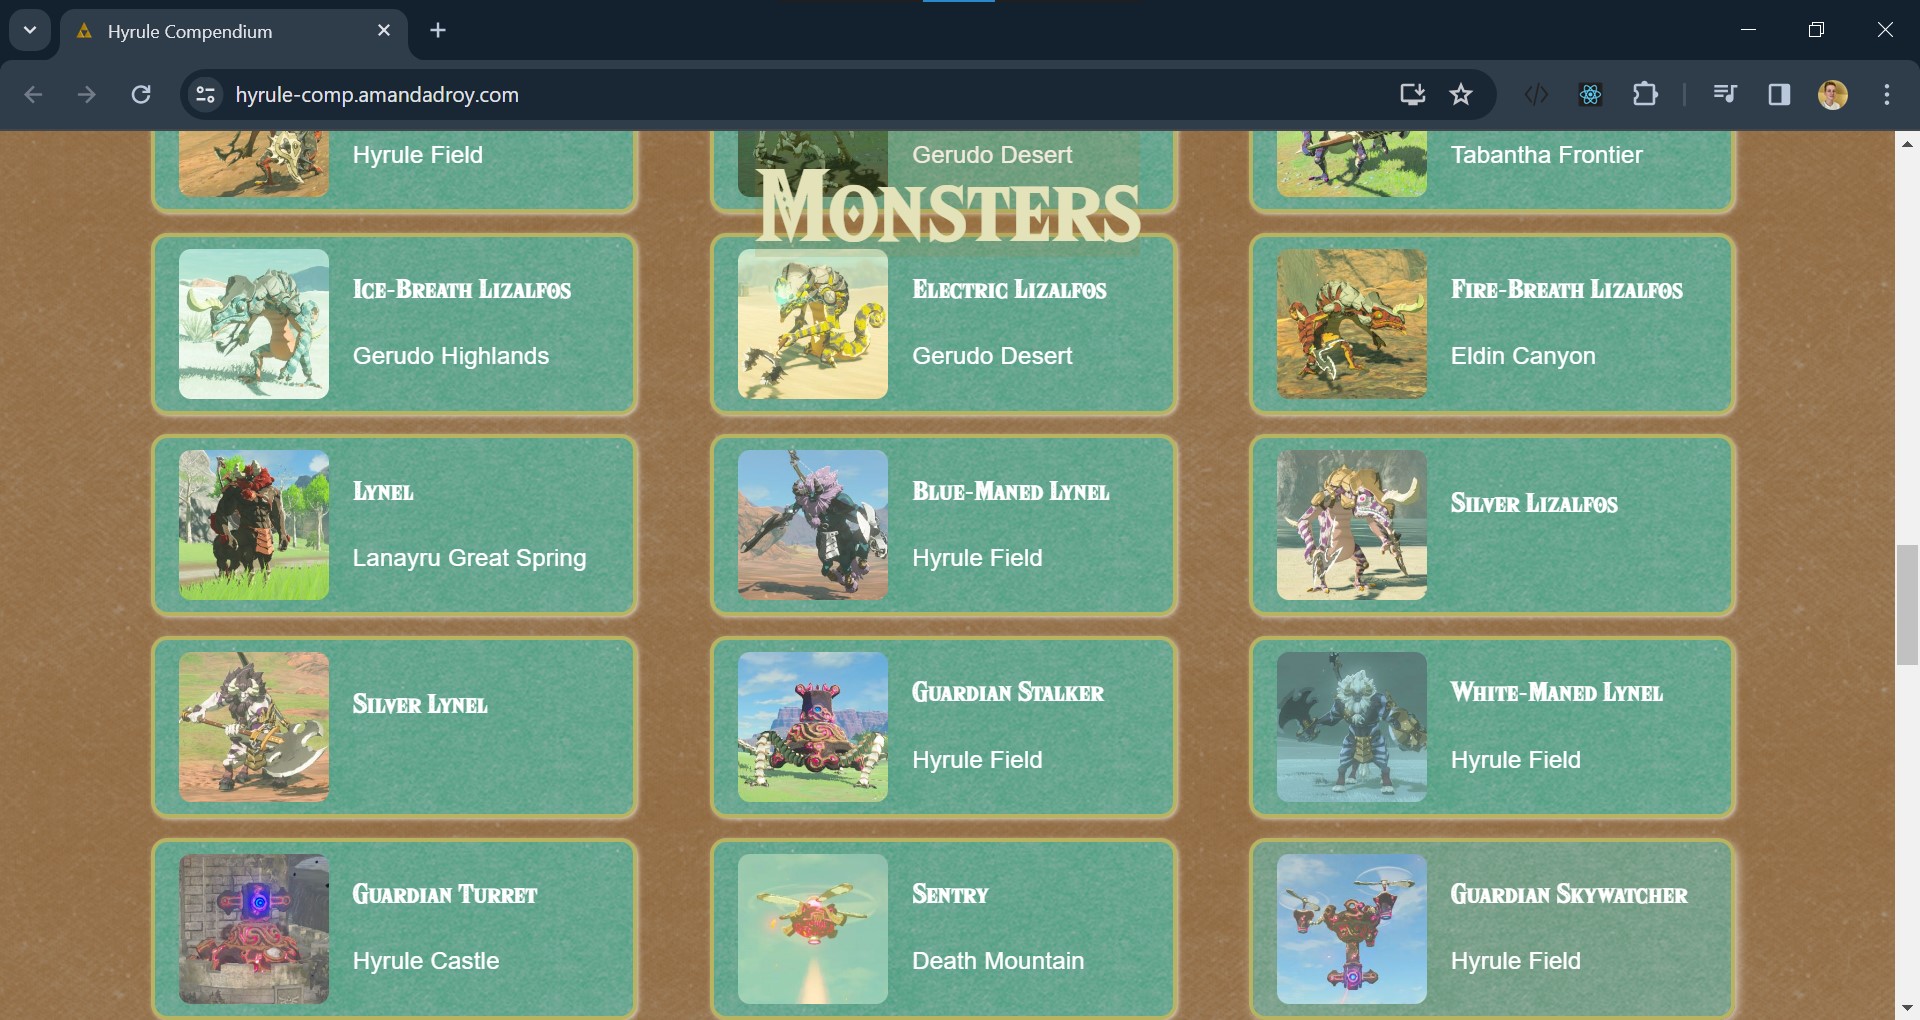 Hyrule Compendium
hyrule-comp.amandadroy.com
Hyrule Field
Gerudo Desert
Tabantha Frontier
Monsters
Ice-Breath Lizalfos
Gerudo Highlands
Electric Lizalfos
Gerudo Desert
Fire-Breath Lizalfos
Eldin Canyon
Lynel
Lanayru Great Spring
Blue-Maned Lynel
Hyrule Field
Silver Lizalfos
Silver Lynel
Guardian Stalker
Hyrule Field
White-Maned Lynel
Hyrule Field
Guardian Turret
Hyrule Castle
Sentry
Death Mountain
Guardian Skywatcher
Hyrule Field